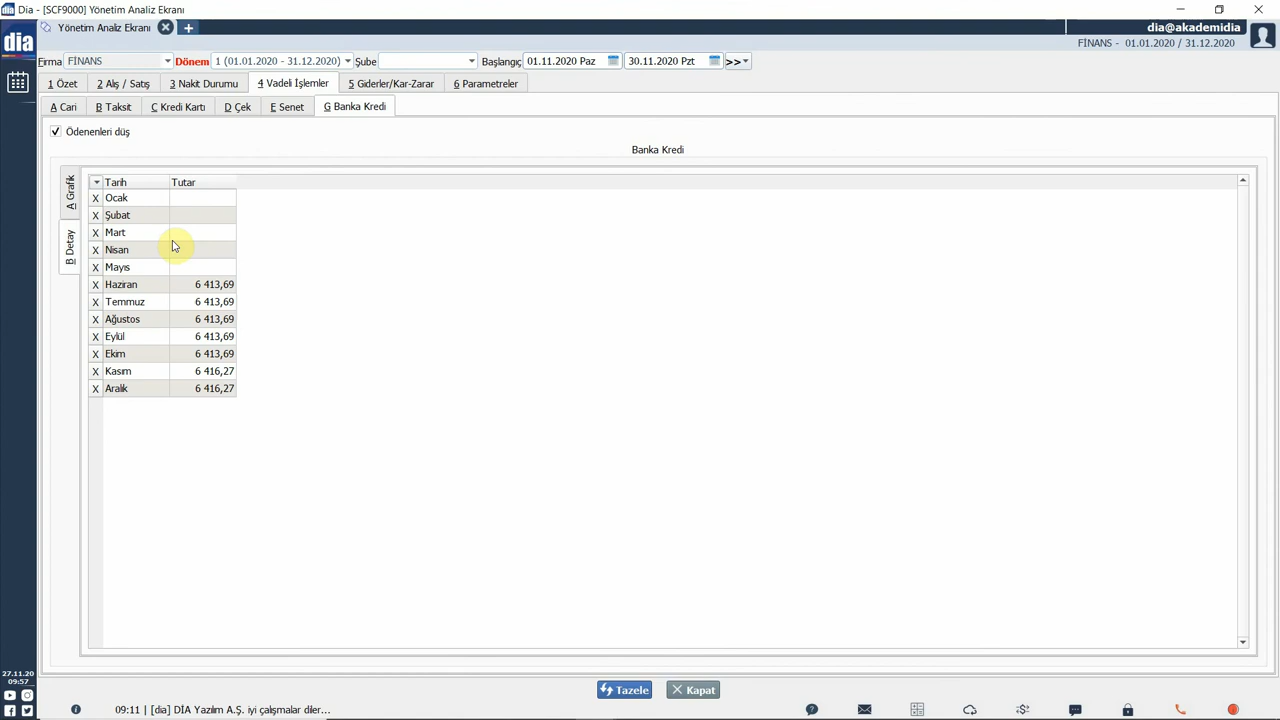 Dia - [SCF9000] Yönetim Analiz Ekranı
dia
Yönetim Analiz Ekranı
dia@akademidia
FİNANS - 01.01.2020 / 31.12.2020
Firma FİNANS Dönem 1 (01.01.2020 - 31.12.2020) Şube Başlangıç 01.11.2020 Paz 30.11.2020 Pzt >>
1 Özet 2 Alış / Satış 3 Nakit Durumu 4 Vadeli İşlemler 5 Giderler/Kar-Zarar 6 Parametreler
A Cari B Taksit C Kredi Kartı D Çek E Senet G Banka Kredi
Ödenenleri düş
Banka Kredi
A Grafik
B Detay
Tarih Tutar
X Ocak
X Şubat
X Mart
X Nisan
X Mayıs
X Haziran 6 413,69
X Temmuz 6 413,69
X Ağustos 6 413,69
X Eylül 6 413,69
X Ekim 6 413,69
X Kasım 6 416,27
X Aralık 6 416,27
27.11.20
09:57
Tazele Kapat
09:11 | [dia] DİA Yazılım A.Ş. iyi çalışmalar diler...